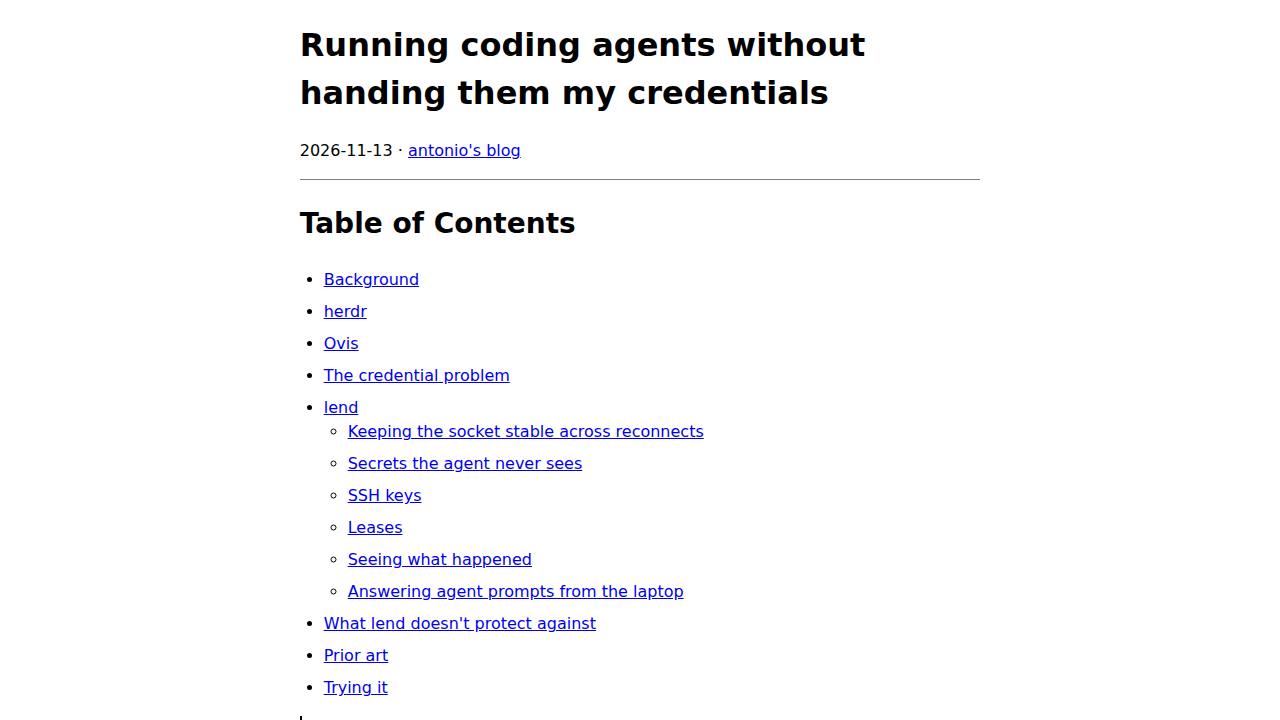 Running coding agents without
handing them my credentials
2026-11-13 · antonio's blog
Table of Contents
Background
herdr
Ovis
The credential problem
lend
Keeping the socket stable across reconnects
Secrets the agent never sees
SSH keys
Leases
Seeing what happened
Answering agent prompts from the laptop
What lend doesn't protect against
Prior art
Trying it